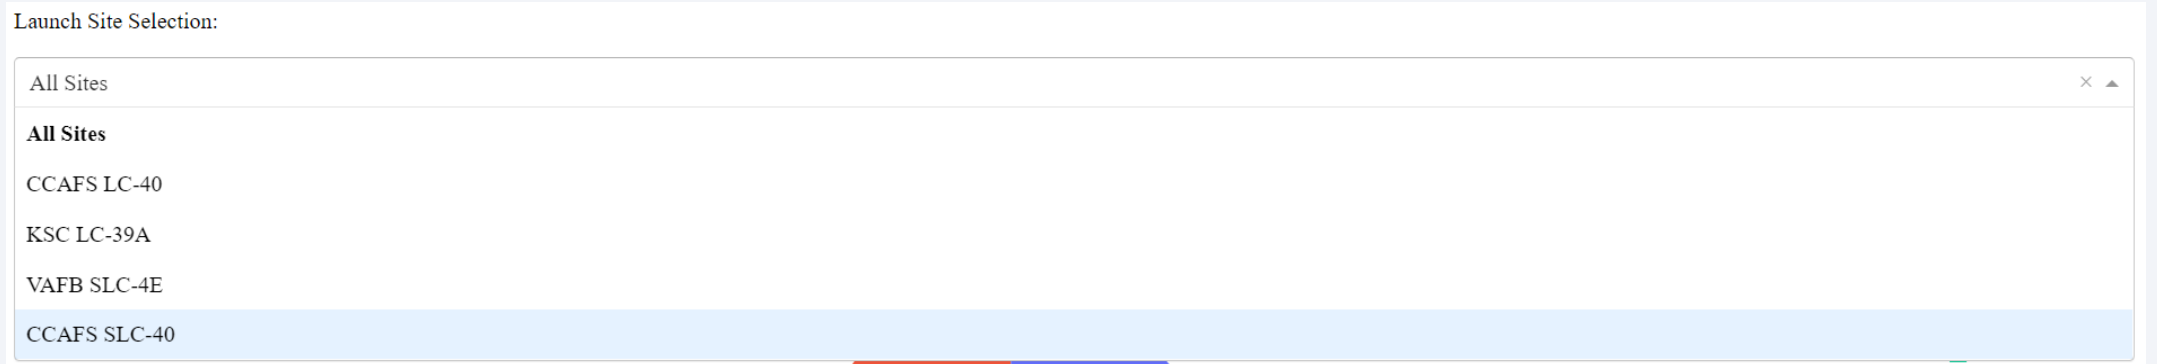 Launch Site Selection:
All Sites
All Sites
CCAFS LC-40
KSC LC-39A
VAFB SLC-4E
CCAFS SLC-40